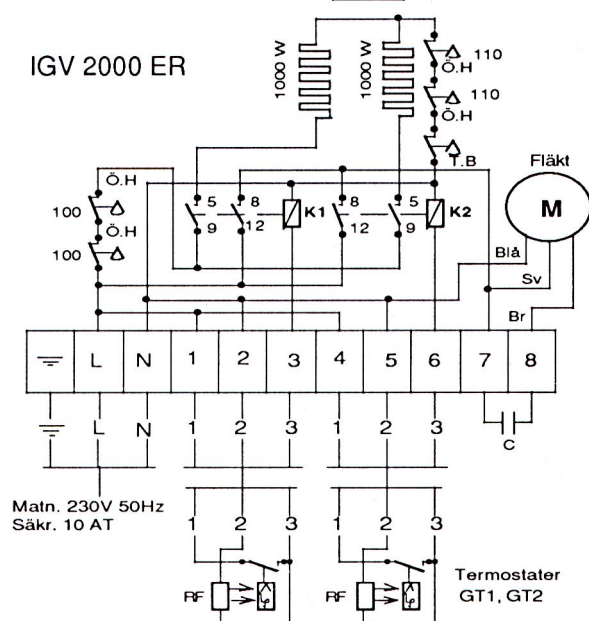 IGV 2000 ER
1000 W
1000 W
110
Ö.H
110
Ö.H
T.B
Ö.H
100
Ö.H
100
5
8
K1
8
5
K2
9
12
12
9
Fläkt
M
Blå
Sv
Br
L
N
1
2
3
4
5
6
7
8
L
N
1
2
3
1
2
3
C
Matn. 230V 50Hz
Säkr. 10 AT
1
2
3
1
2
3
RF
RF
Termostater
GT1, GT2